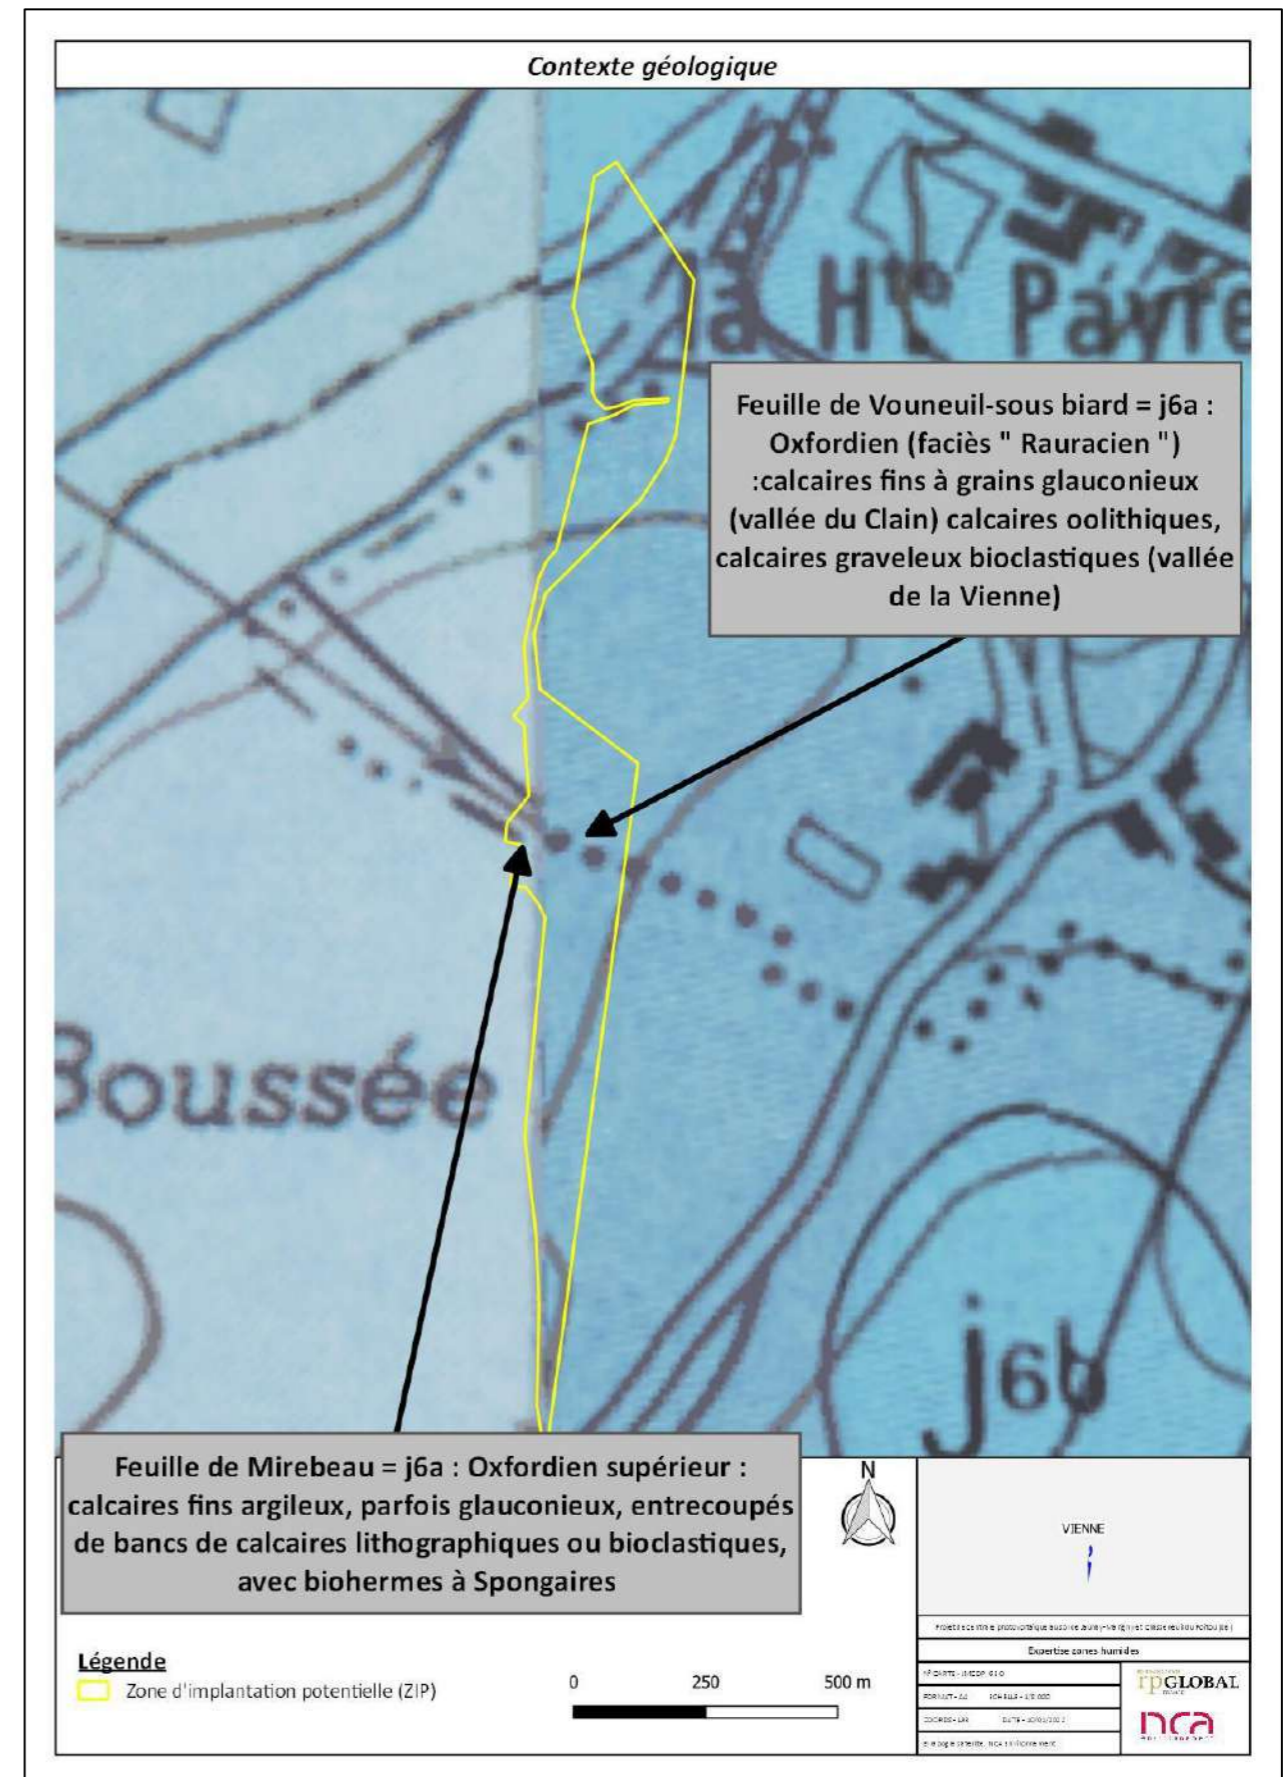 Contexte géologique
la Hte Payre
Feuille de Vouneuil-sous biard = j6a :
Oxfordien (faciès " Rauracien ")
:calcaires fins à grains glauconieux
(vallée du Clain) calcaires oolithiques,
calcaires graveleux bioclastiques (vallée
de la Vienne)
Boussée
j6b
Feuille de Mirebeau = j6a : Oxfordien supérieur :
calcaires fins argileux, parfois glauconieux, entrecoupés
de bancs de calcaires lithographiques ou bioclastiques,
avec biohermes à Spongaires
N
VIENNE
Légende
Zone d'implantation potentielle (ZIP)
0 250 500 m
Expertise zones humides
rpGLOBAL
nca